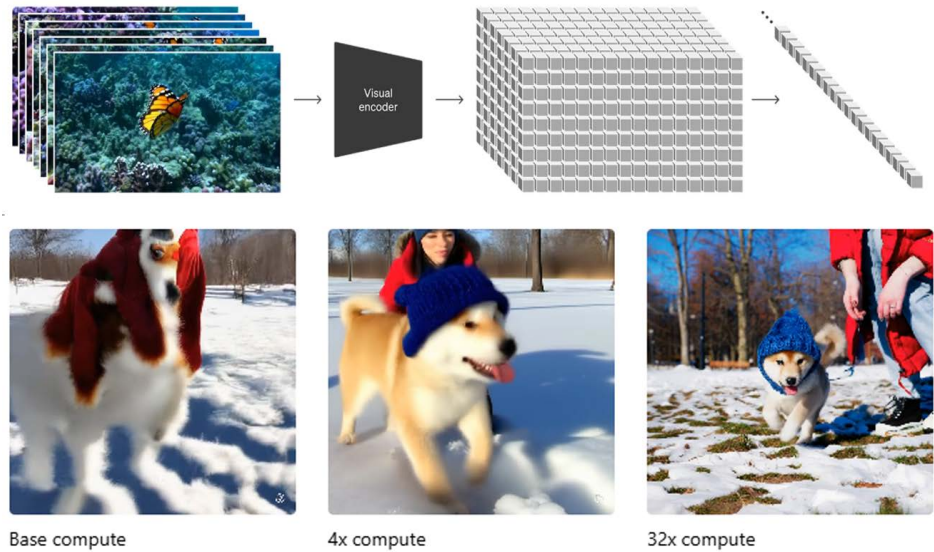 Visual
encoder
Base compute
4x compute
32x compute